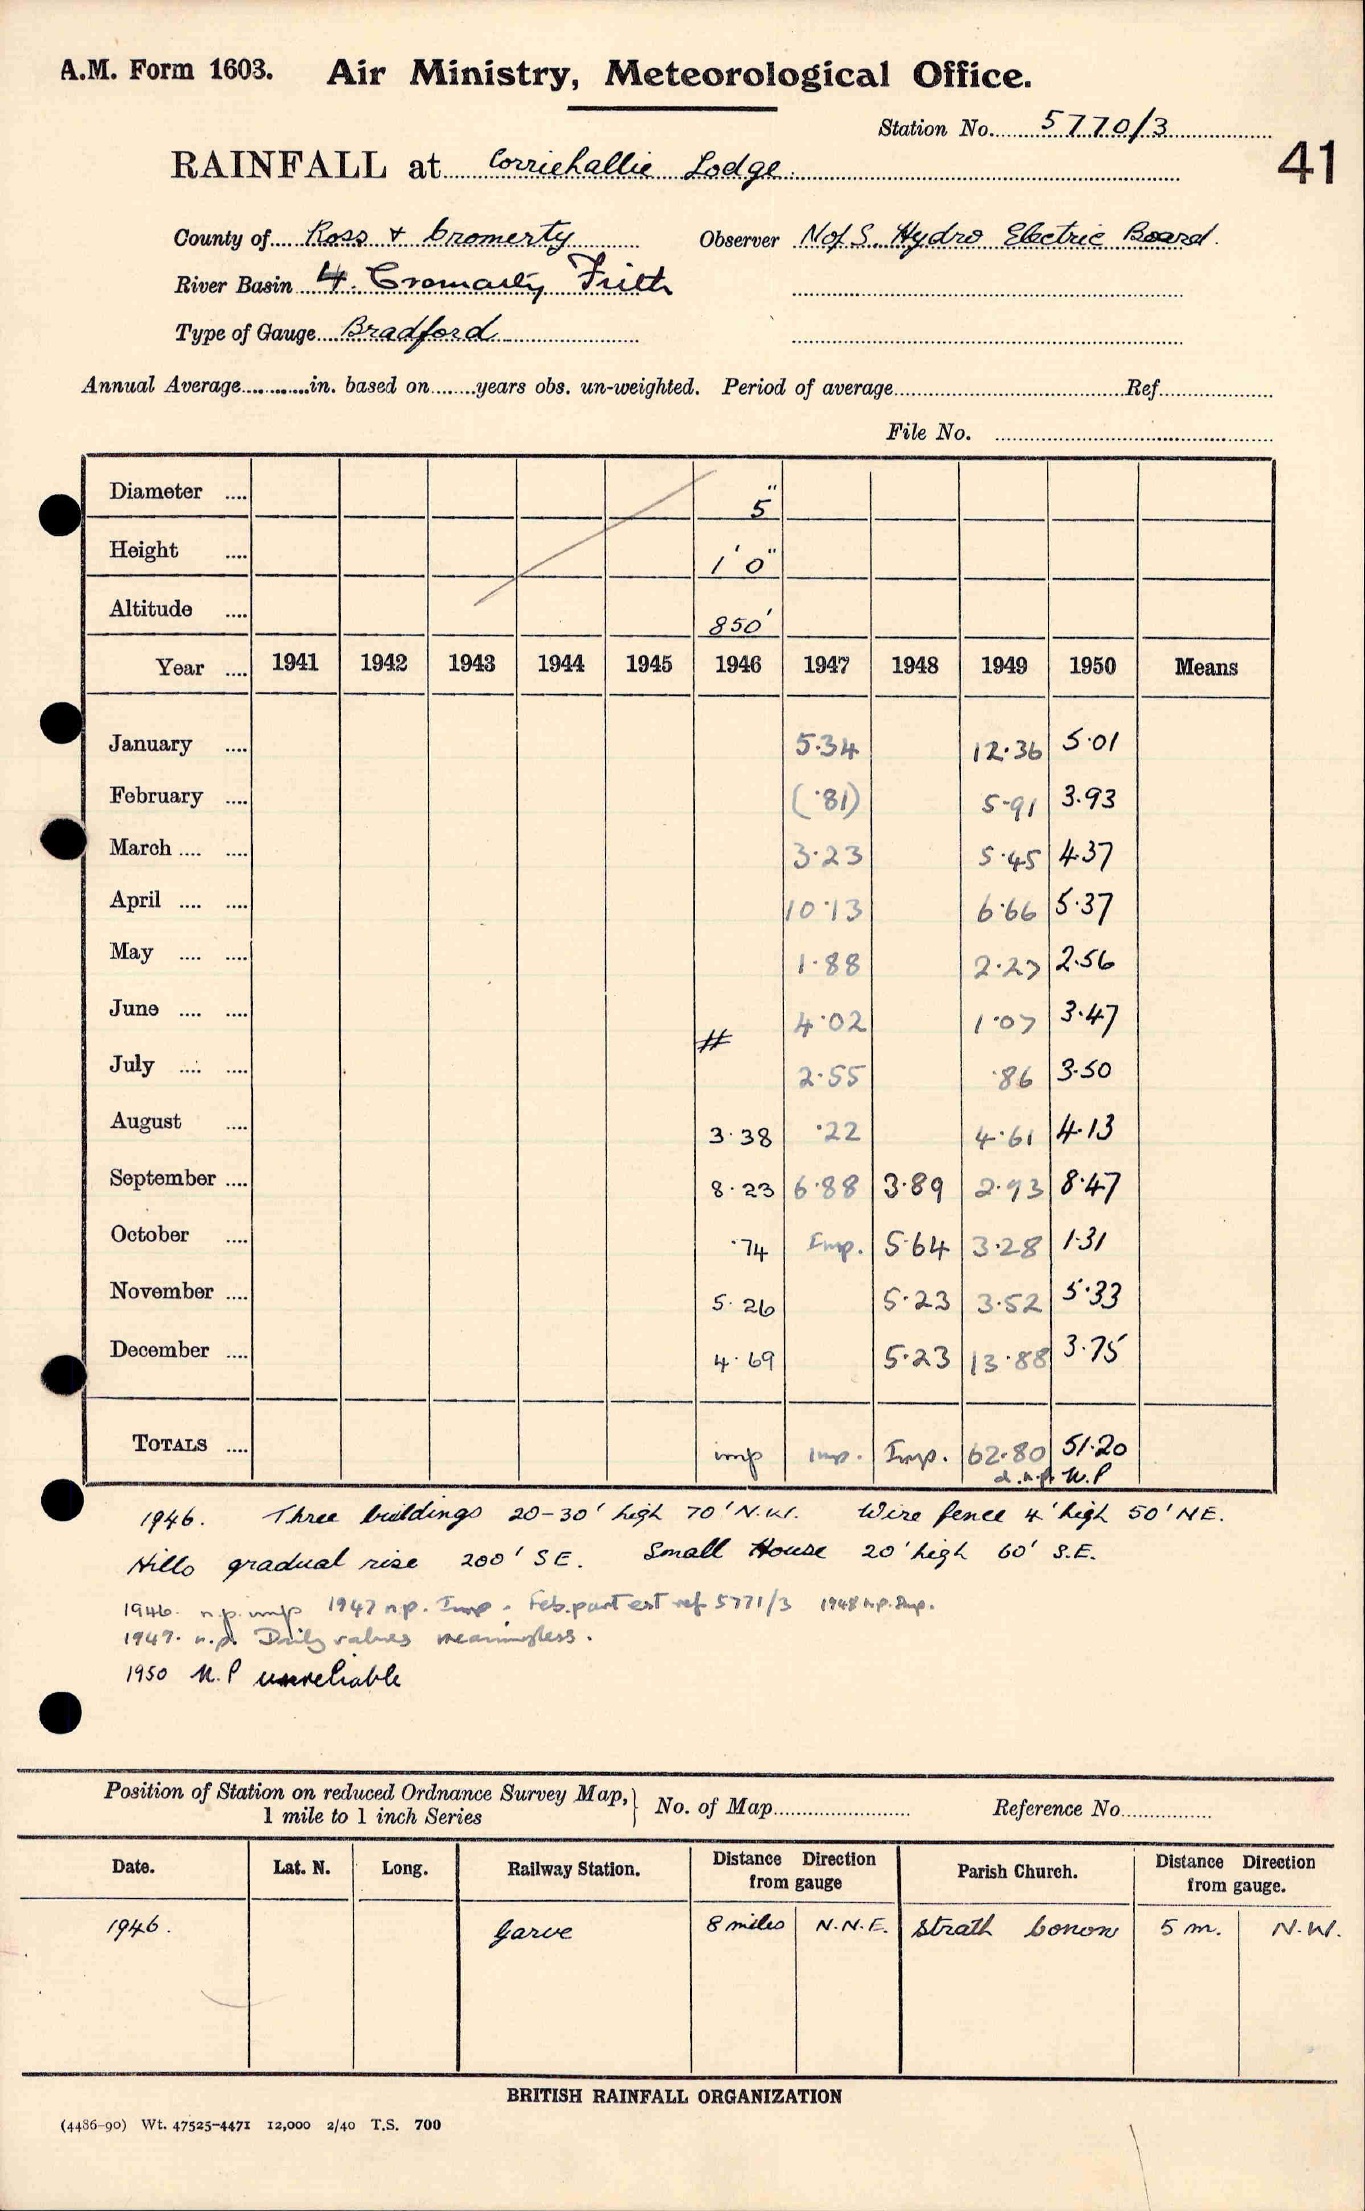 A.M. Form 1603. Air Ministry, Meteorological Office.
Station No. 5770/3
41
RAINFALL at Corriehallie Lodge.
County of Ross & Cromerty Observer N of S. Hydro Electric Board.
River Basin 4. Cromarty Frith
Type of Gauge Bradford
Annual Average............in. based on........years obs. un-weighted. Period of average.......... Ref..........
File No. ..........
Diameter .... 5"
Height .... 1' 0"
Altitude .... 850'
Year .... 1941 1942 1943 1944 1945 1946 1947 1948 1949 1950 Means
January .... 5·34 12·36 5·01
February .... (·81) 5·91 3·93
March .... .... 3·23 5·45 4·37
April .... .... 10·13 6·66 5·37
May .... .... 1·88 2·27 2·56
June .... .... 4·02 1·07 3·47
#
July .... .... 2·55 ·86 3·50
August .... 3·38 ·22 4·61 4·13
September .... 8·23 6·88 3·89 2·93 8·47
October .... ·74 Imp. 5·64 3·28 1·31
November .... 5·26 5·23 3·52 5·33
December .... 4·69 5·23 13·88 3·75
TOTALS .... imp Imp. Imp. 62·80 51·20
d.n.p. N.P
1946. Three buildings 20-30' high 70' N.W. Wire fence 4' high 50' NE.
Hills gradual rise 200' SE. Small House 20' high 60' S.E.
1946. n.p. imp 1947 n.p. Imp. Feb. part est ref 5771/3 1948 n.p. Imp.
1949. n.p. Daily values meaningless.
1950 N.P unreliable
Position of Station on reduced Ordnance Survey Map,
1 mile to 1 inch Series
No. of Map.......... Reference No..........
Date. Lat. N. Long. Railway Station. Distance Direction from gauge Parish Church. Distance Direction from gauge.
1946. Garve 8 miles N.N.E. Strath Conon 5 m. N.W.
BRITISH RAINFALL ORGANIZATION
(4486-90) Wt. 47525-4471 12,000 2/40 T.S. 700